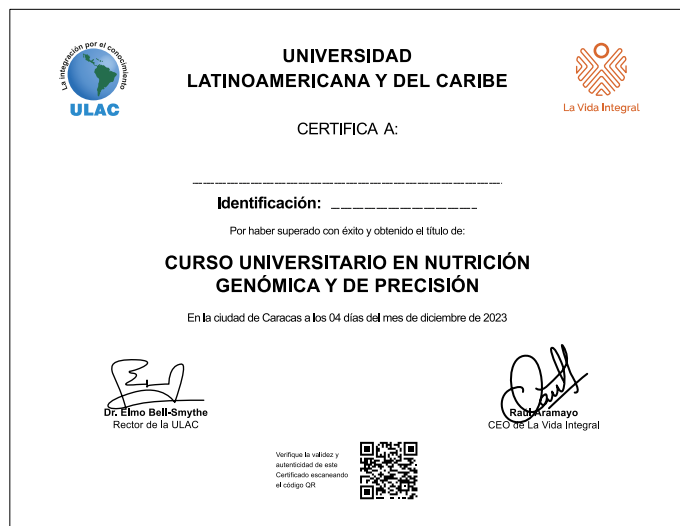 La integración por el conocimiento
ULAC
UNIVERSIDAD
LATINOAMERICANA Y DEL CARIBE
La Vida Integral
CERTIFICA A:
Identificación:
Por haber superado con éxito y obtenido el título de:
CURSO UNIVERSITARIO EN NUTRICIÓN
GENÓMICA Y DE PRECISIÓN
En la ciudad de Caracas a los 04 días del mes de diciembre de 2023
Dr. Elmo Bell-Smythe
Rector de la ULAC
Raúl Aramayo
CEO de La Vida Integral
Verifique la validez y
autenticidad de este
Certificado escaneando
el código QR